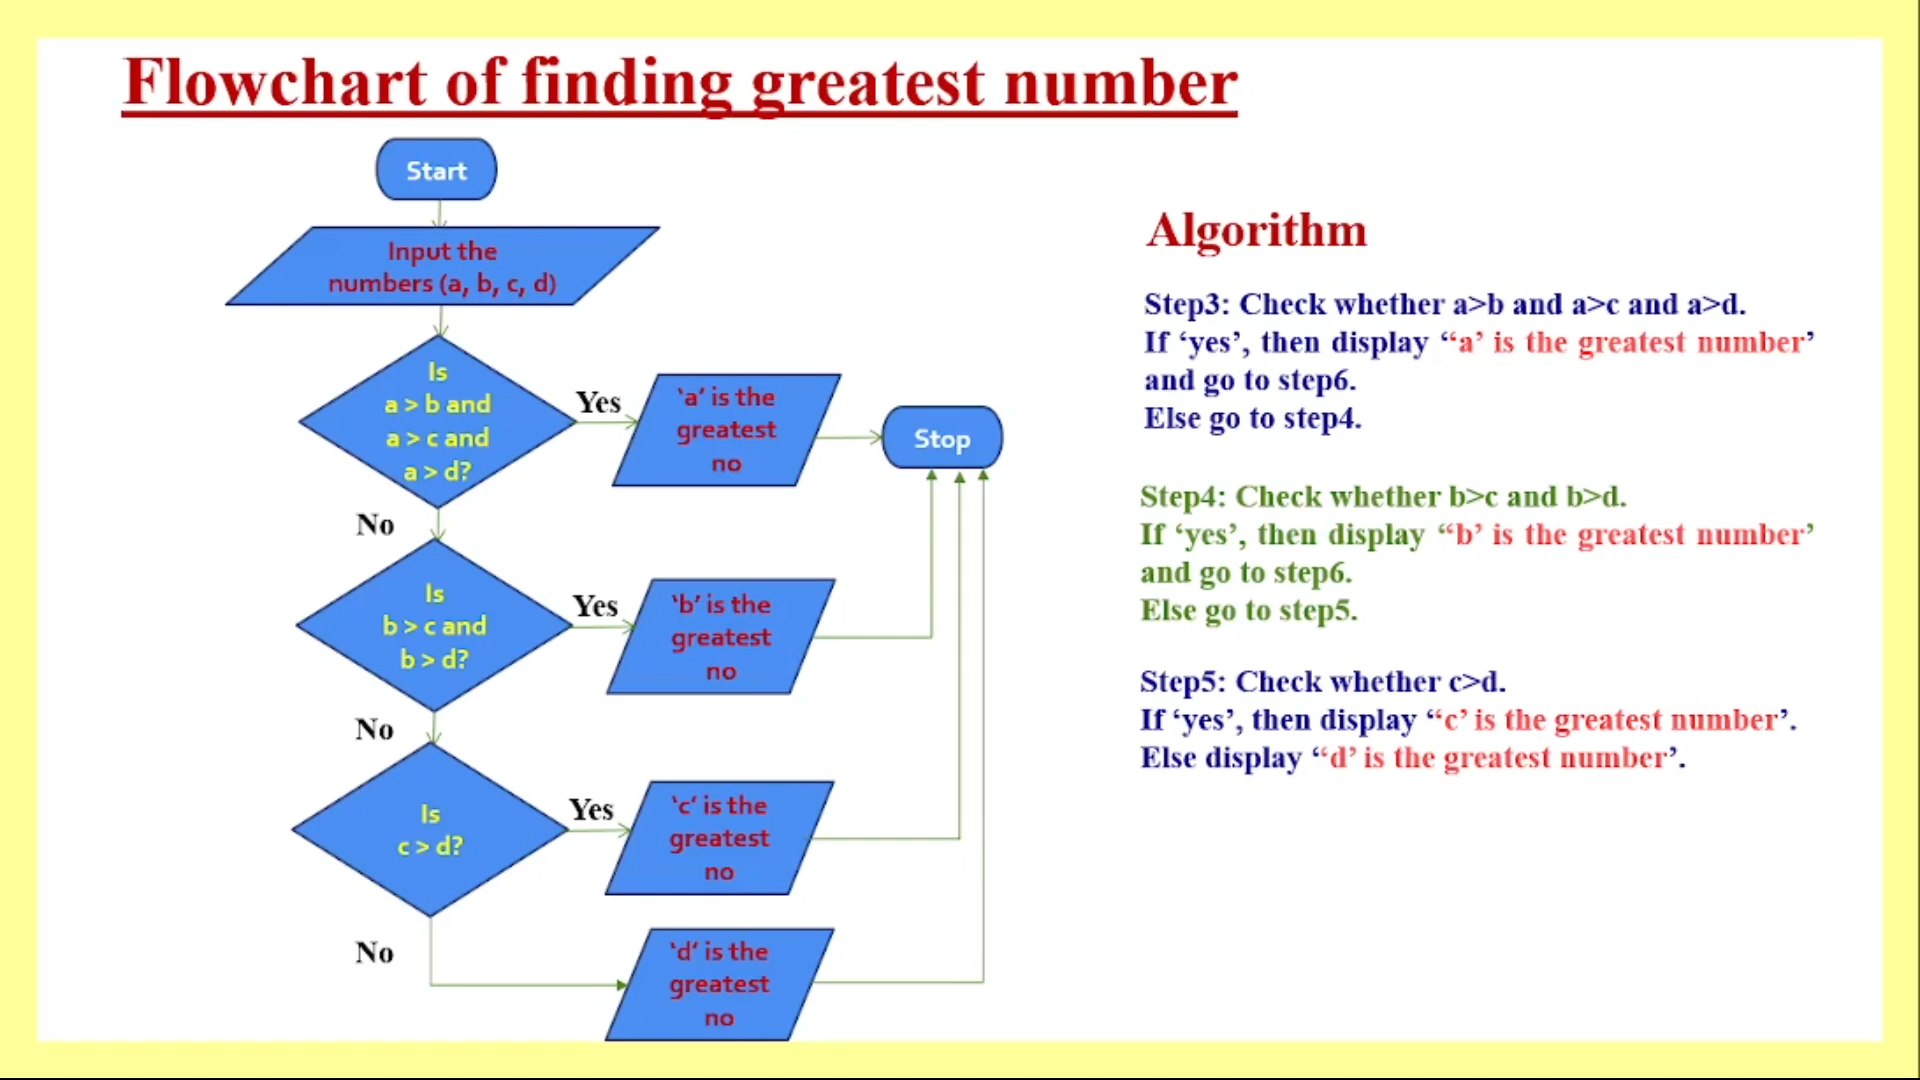 Flowchart of finding greatest number
Start
Input the
numbers (a, b, c, d)
Is
a > b and
a > c and
a > d?
Yes
‘a’ is the
greatest
no
Stop
No
Is
b > c and
b > d?
Yes
‘b’ is the
greatest
no
No
Is
c > d?
Yes
‘c’ is the
greatest
no
No
‘d’ is the
greatest
no
Algorithm
Step3: Check whether a>b and a>c and a>d.
If ‘yes’, then display “‘a’ is the greatest number’
and go to step6.
Else go to step4.
Step4: Check whether b>c and b>d.
If ‘yes’, then display “b’ is the greatest number’
and go to step6.
Else go to step5.
Step5: Check whether c>d.
If ‘yes’, then display “‘c’ is the greatest number’.
Else display “‘d’ is the greatest number’.